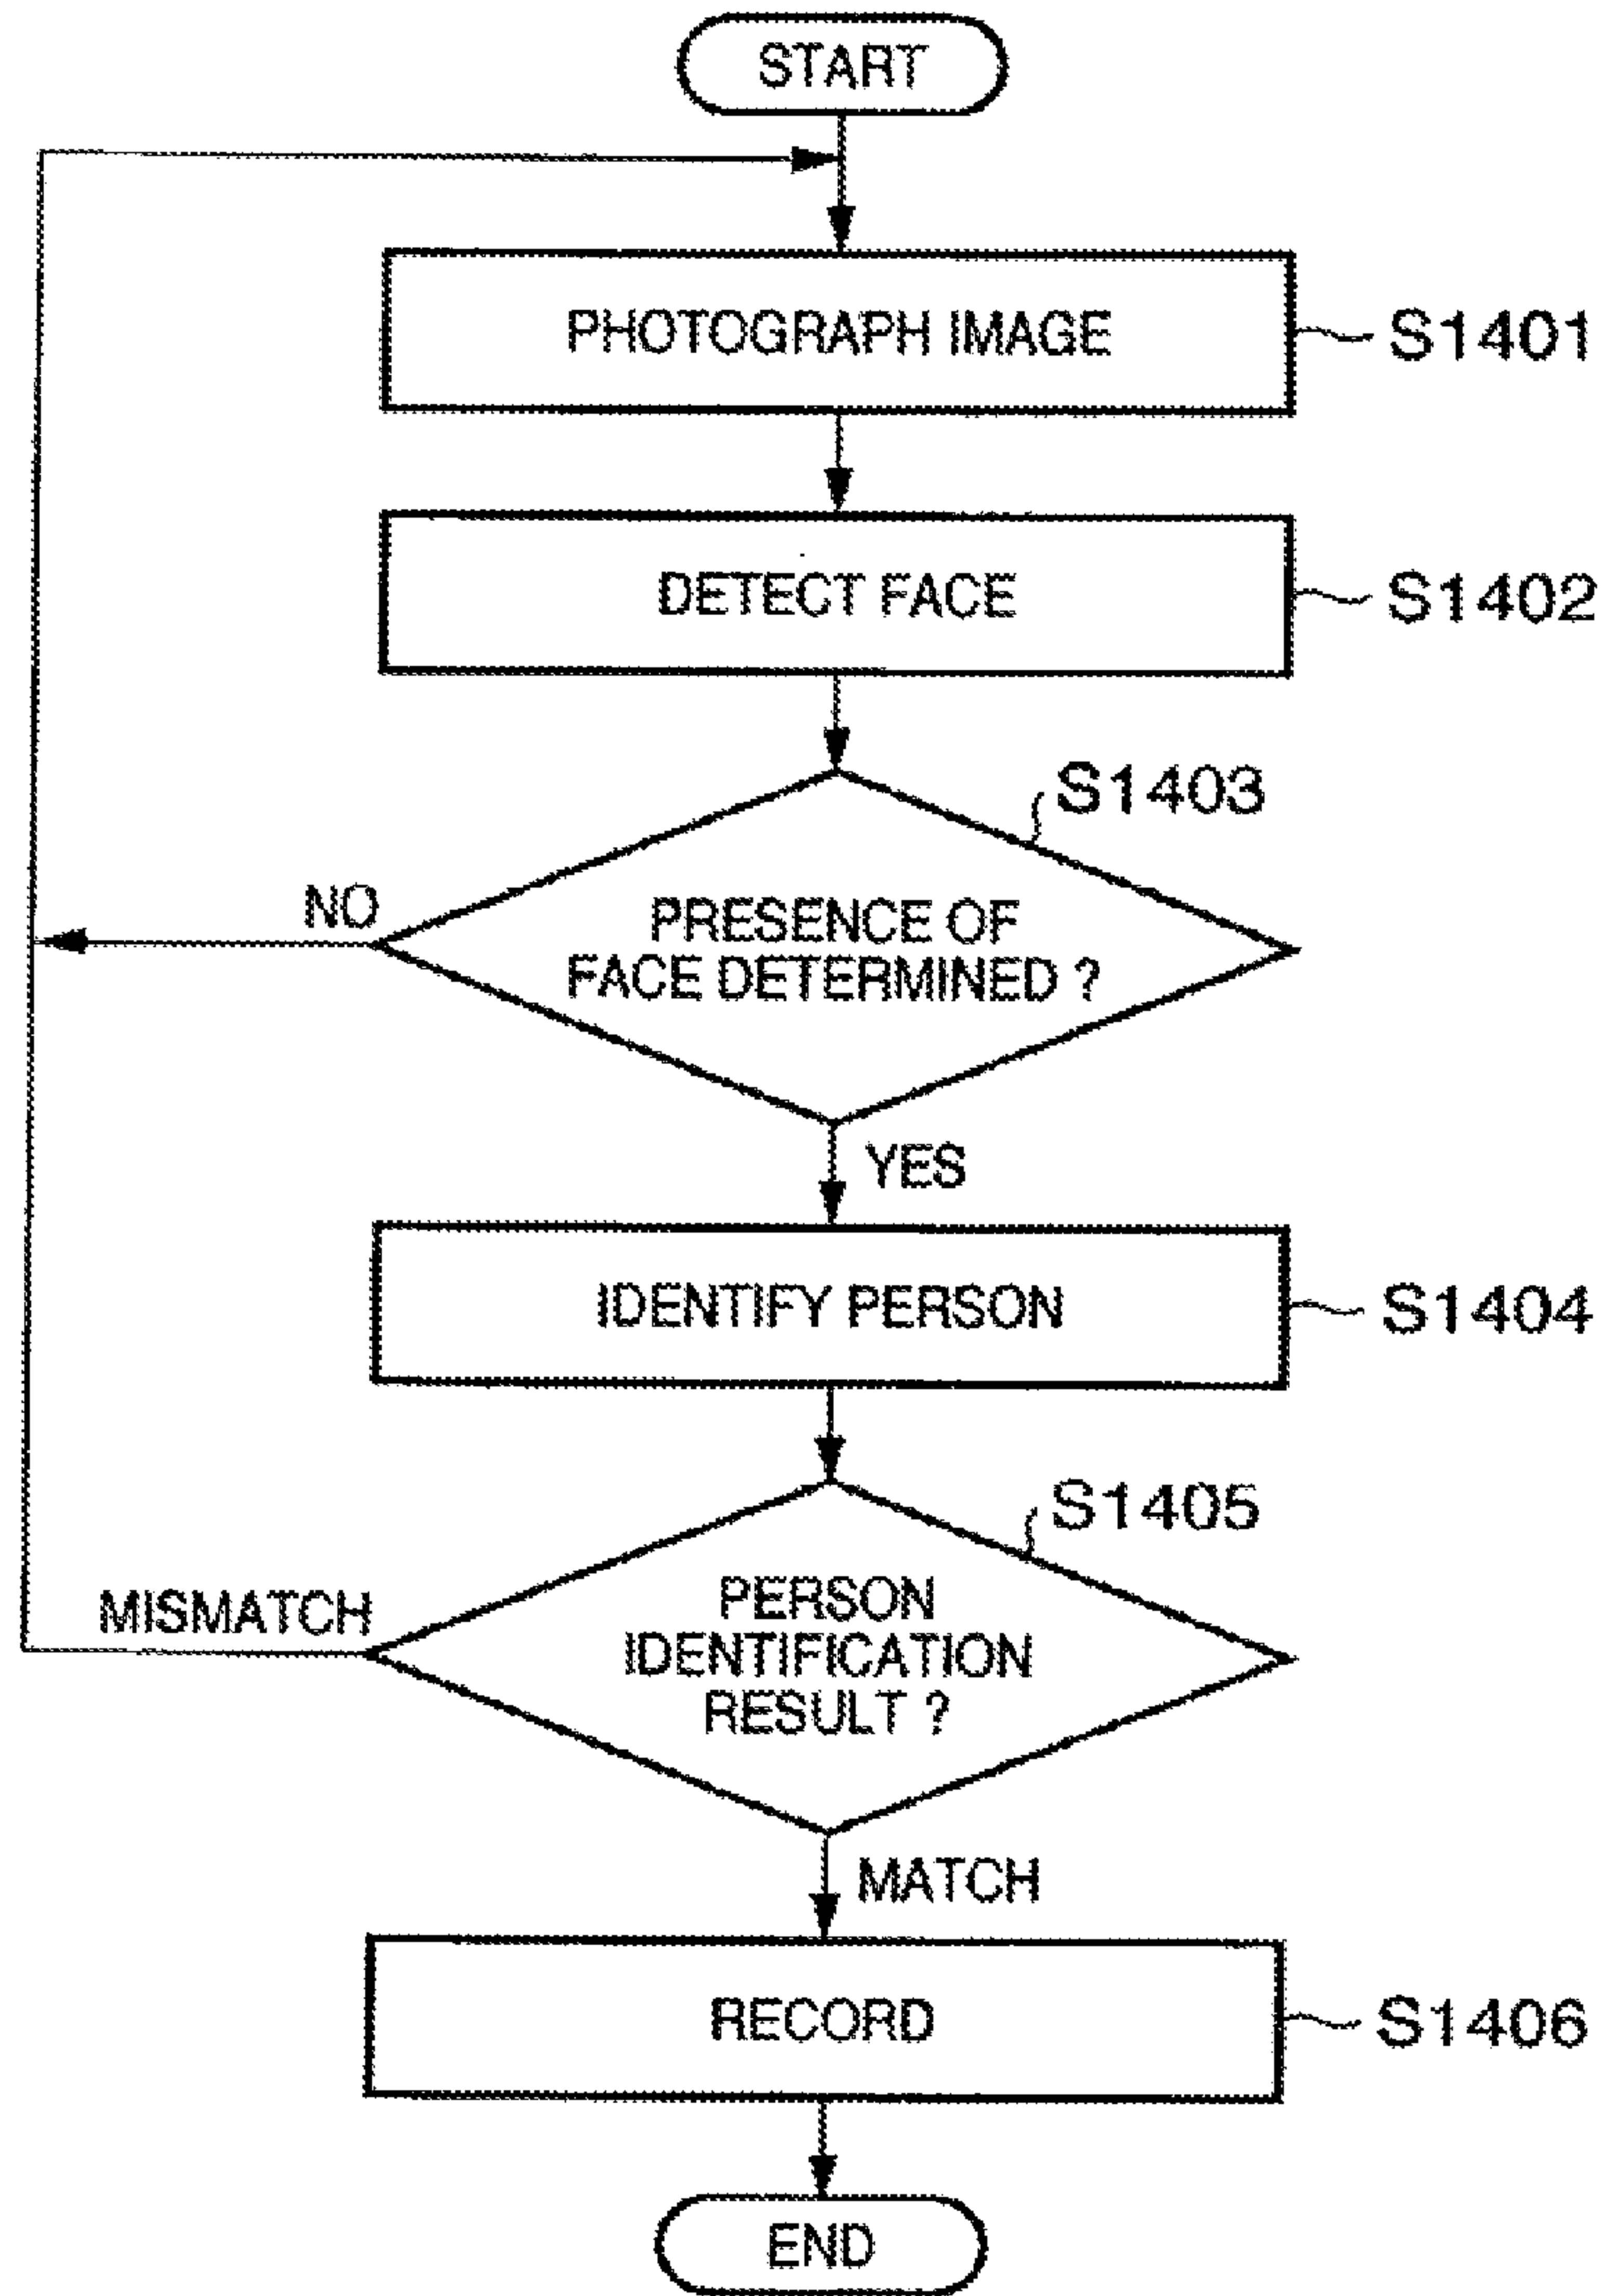 START
PHOTOGRAPH IMAGE
S1401
DETECT FACE
S1402
S1403
PRESENCE OF
FACE DETERMINED ?
NO
YES
IDENTIFY PERSON
S1404
S1405
PERSON
IDENTIFICATION
RESULT ?
MISMATCH
MATCH
RECORD
S1406
END